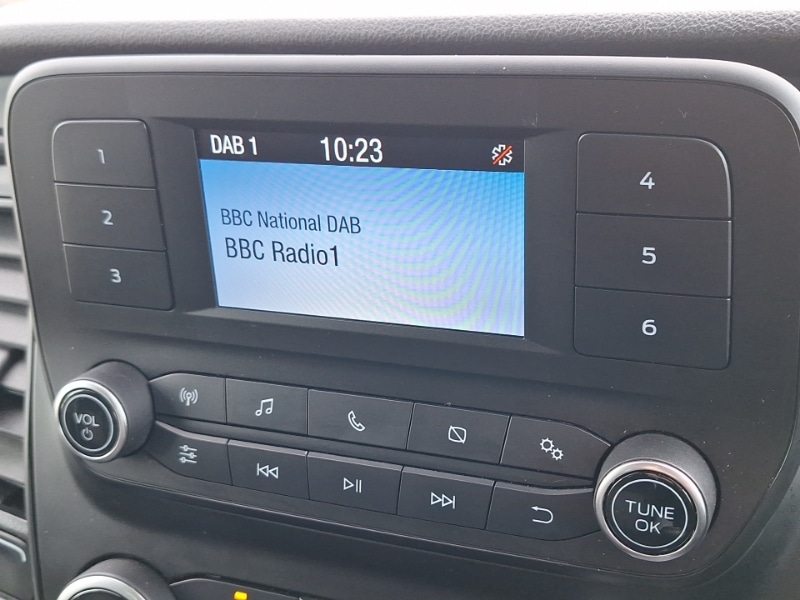 DAB 1 10:23
BBC National DAB
BBC Radio1
1
2
3
4
5
6
VOL
TUNE
OK